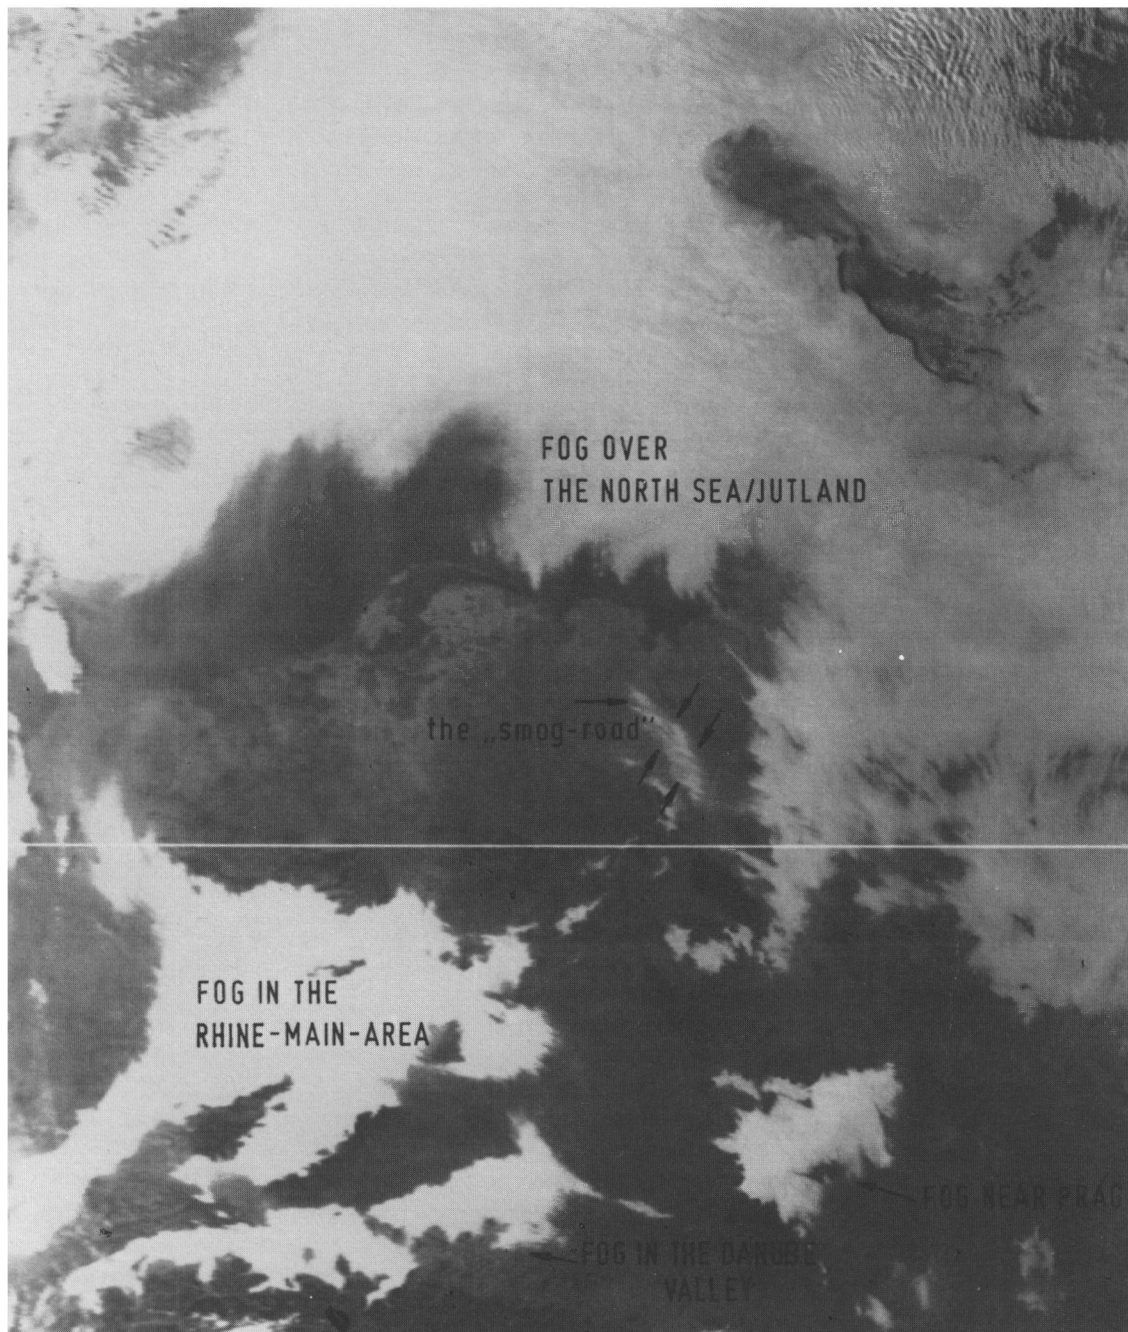 FOG OVER
THE NORTH SEA/JUTLAND
the „smog-road"
FOG IN THE
RHINE-MAIN-AREA
FOG NEAR PRAG
FOG IN THE DANUBE
VALLEY